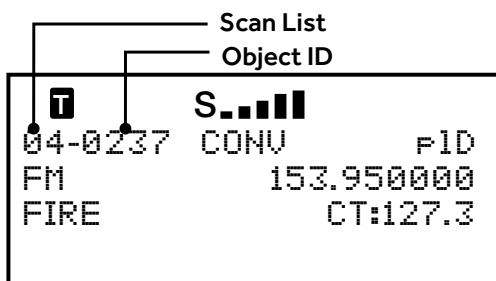 Scan List
Object ID
T S
04-0237 CONV P1D
FM 153.950000
FIRE CT:127.3